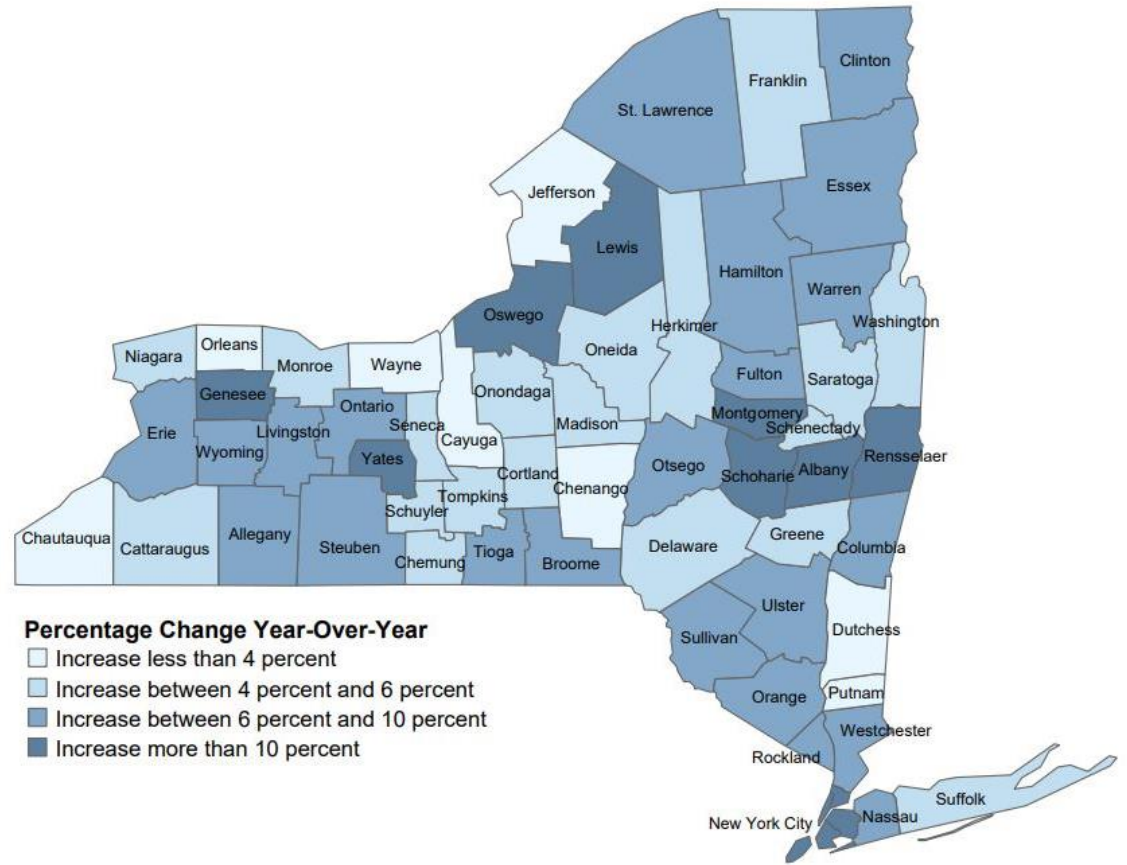 Clinton
Franklin
St. Lawrence
Essex
Jefferson
Lewis
Hamilton
Warren
Oswego
Washington
Herkimer
Oneida
Orleans
Niagara
Monroe
Wayne
Fulton
Saratoga
Genesee
Onondaga
Ontario
Montgomery
Madison
Seneca
Schenectady
Erie
Livingston
Cayuga
Wyoming
Yates
Rensselaer
Otsego
Albany
Cortland
Schoharie
Chenango
Tompkins
Schuyler
Allegany
Greene
Chautauqua
Cattaraugus
Steuben
Delaware
Columbia
Tioga
Chemung
Broome
Ulster
Percentage Change Year-Over-Year
Increase less than 4 percent
Increase between 4 percent and 6 percent
Increase between 6 percent and 10 percent
Increase more than 10 percent
Dutchess
Sullivan
Putnam
Orange
Westchester
Rockland
Suffolk
Nassau
New York City